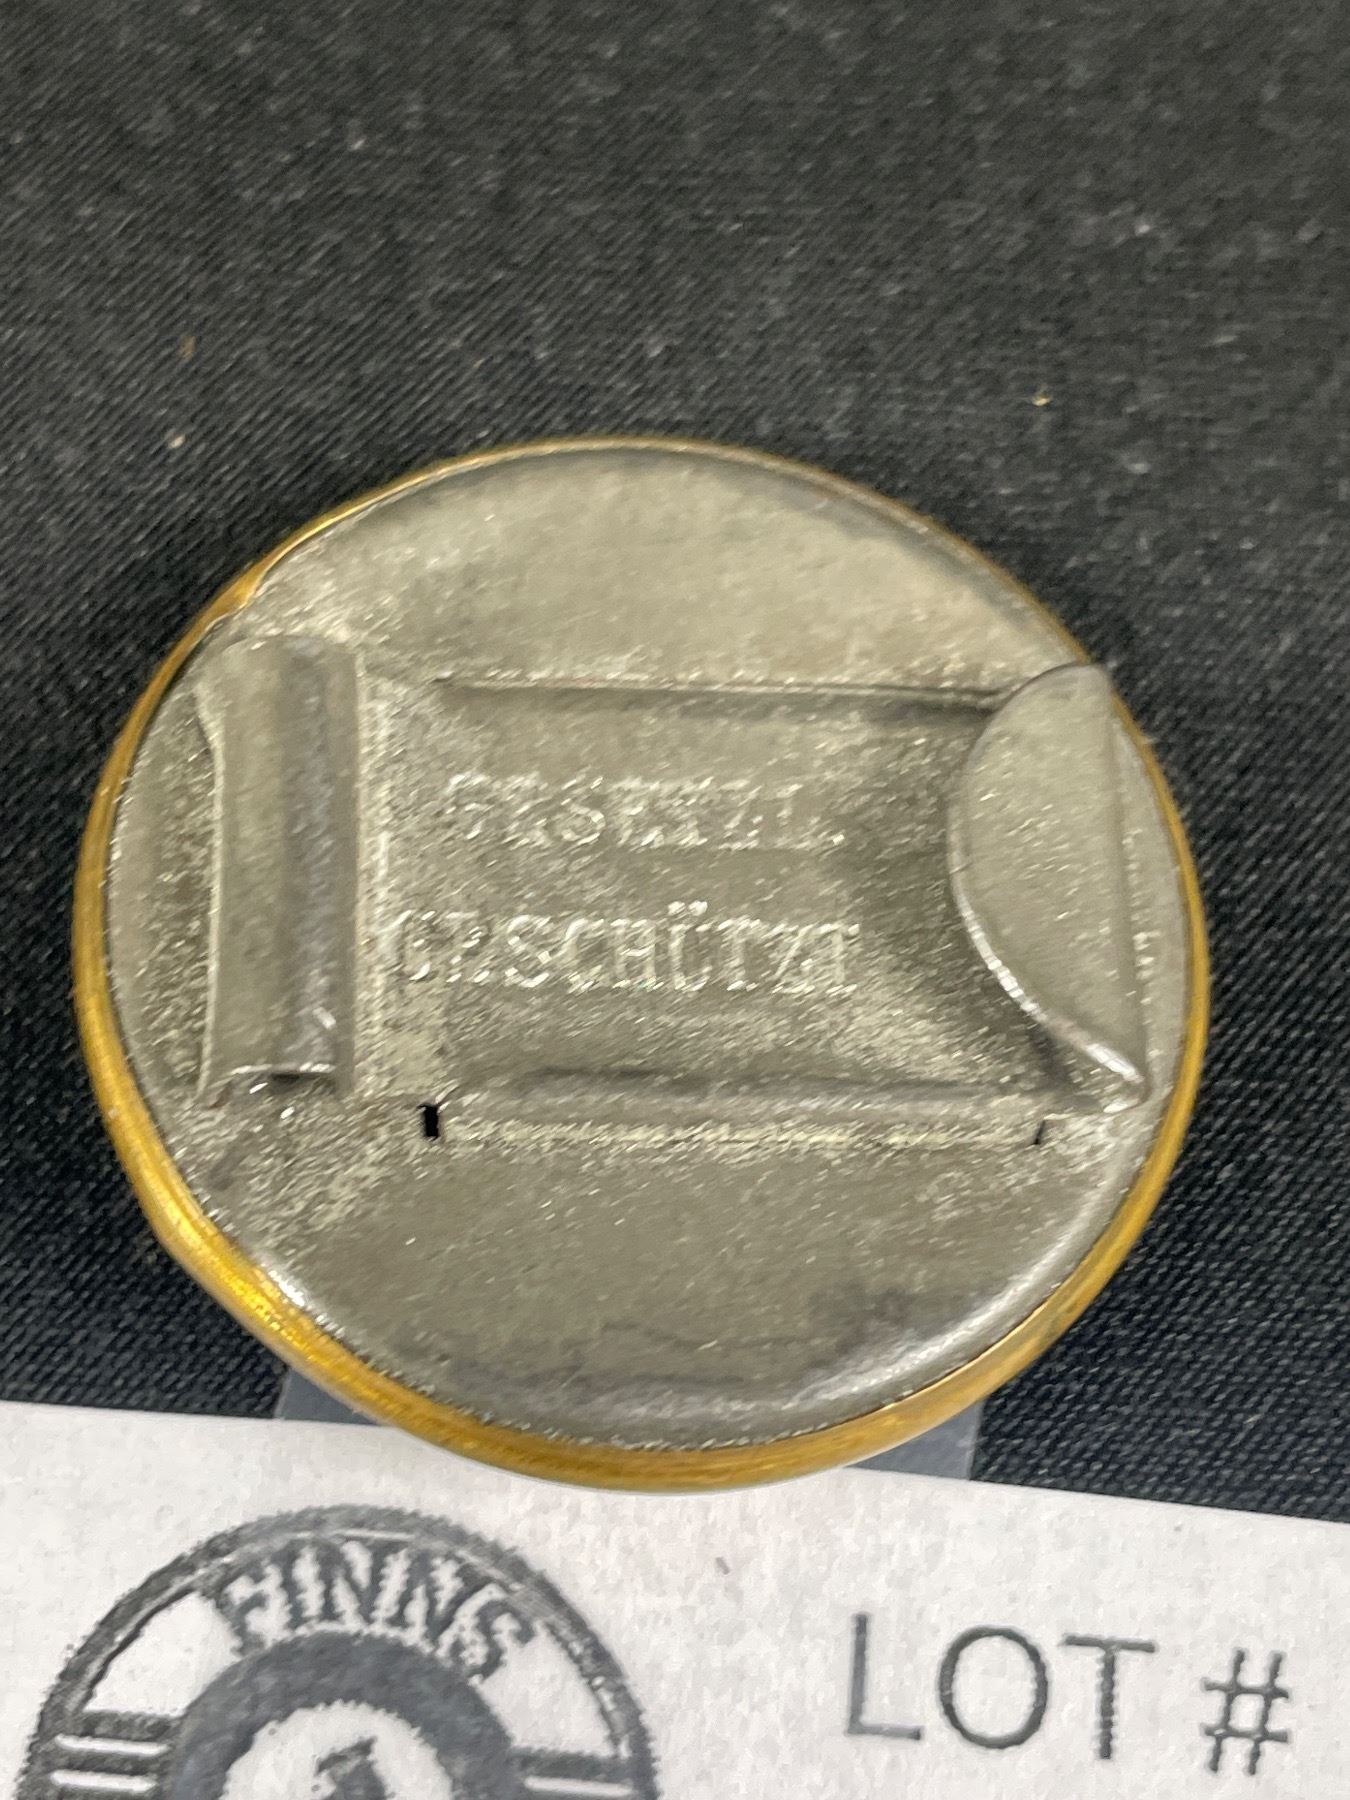 GESETZL.
GESCHÜTZT
FINNS
LOT #